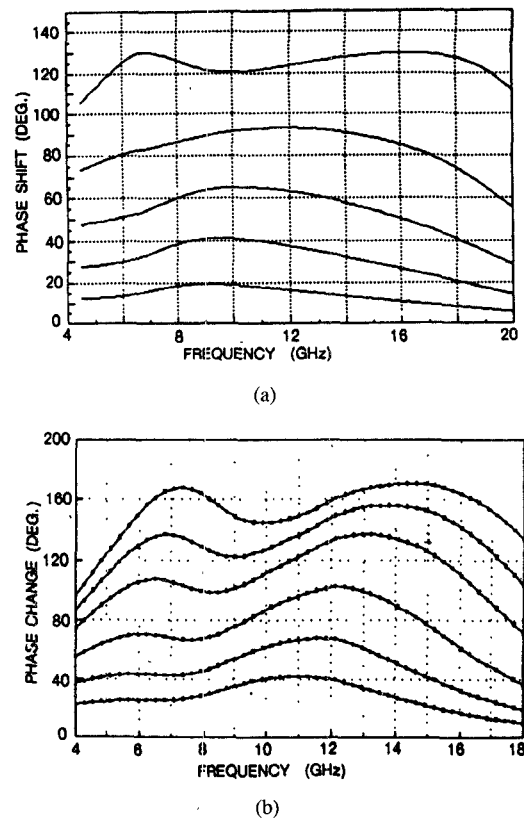 140
120
100
80
60
40
20
0
PHASE SHIFT (DEG.)
4 8 12 16 20
FREQUENCY (GHz)
(a)
200
160
120
80
40
0
PHASE CHANGE (DEG.)
4 6 8 10 12 14 16 18
FREQUENCY (GHz)
(b)